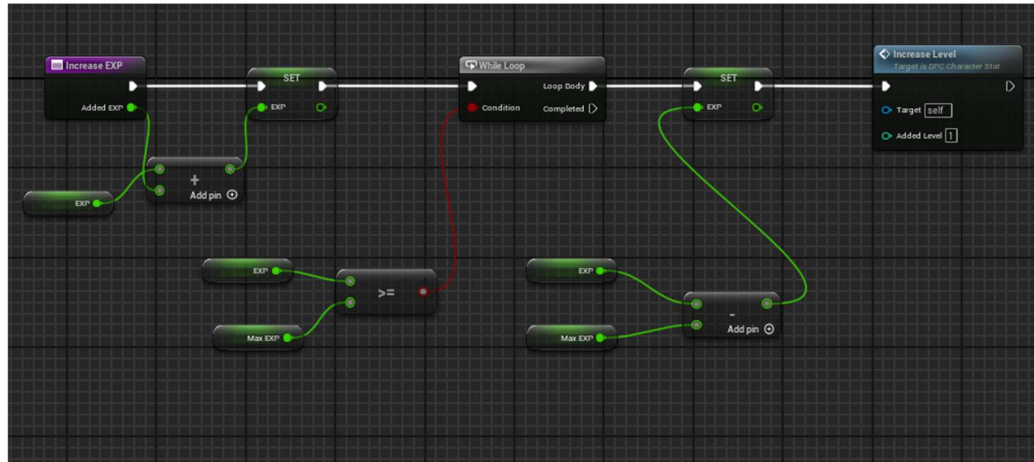 Increase EXP
Added EXP
SET
EXP
+
Add pin
EXP
While Loop
Loop Body
Condition
Completed
EXP
Max EXP
>=
SET
EXP
EXP
Max EXP
-
Add pin
Increase Level
Target is BPC Character Stat
Target self
Added Level 1